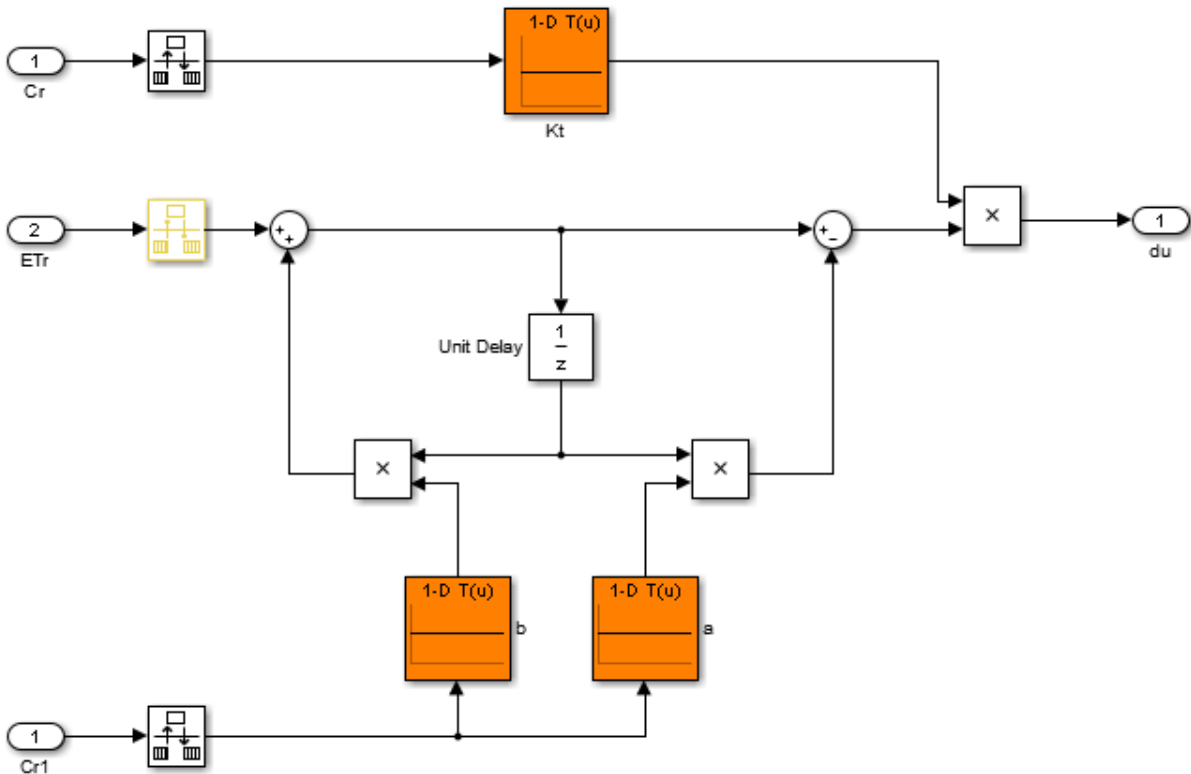 1-D T(u)
1
Cr
Kt
×
2
ETr
+
+
+
−
1
du
Unit Delay
1
z
×
×
1-D T(u)
b
1-D T(u)
a
1
Cr1